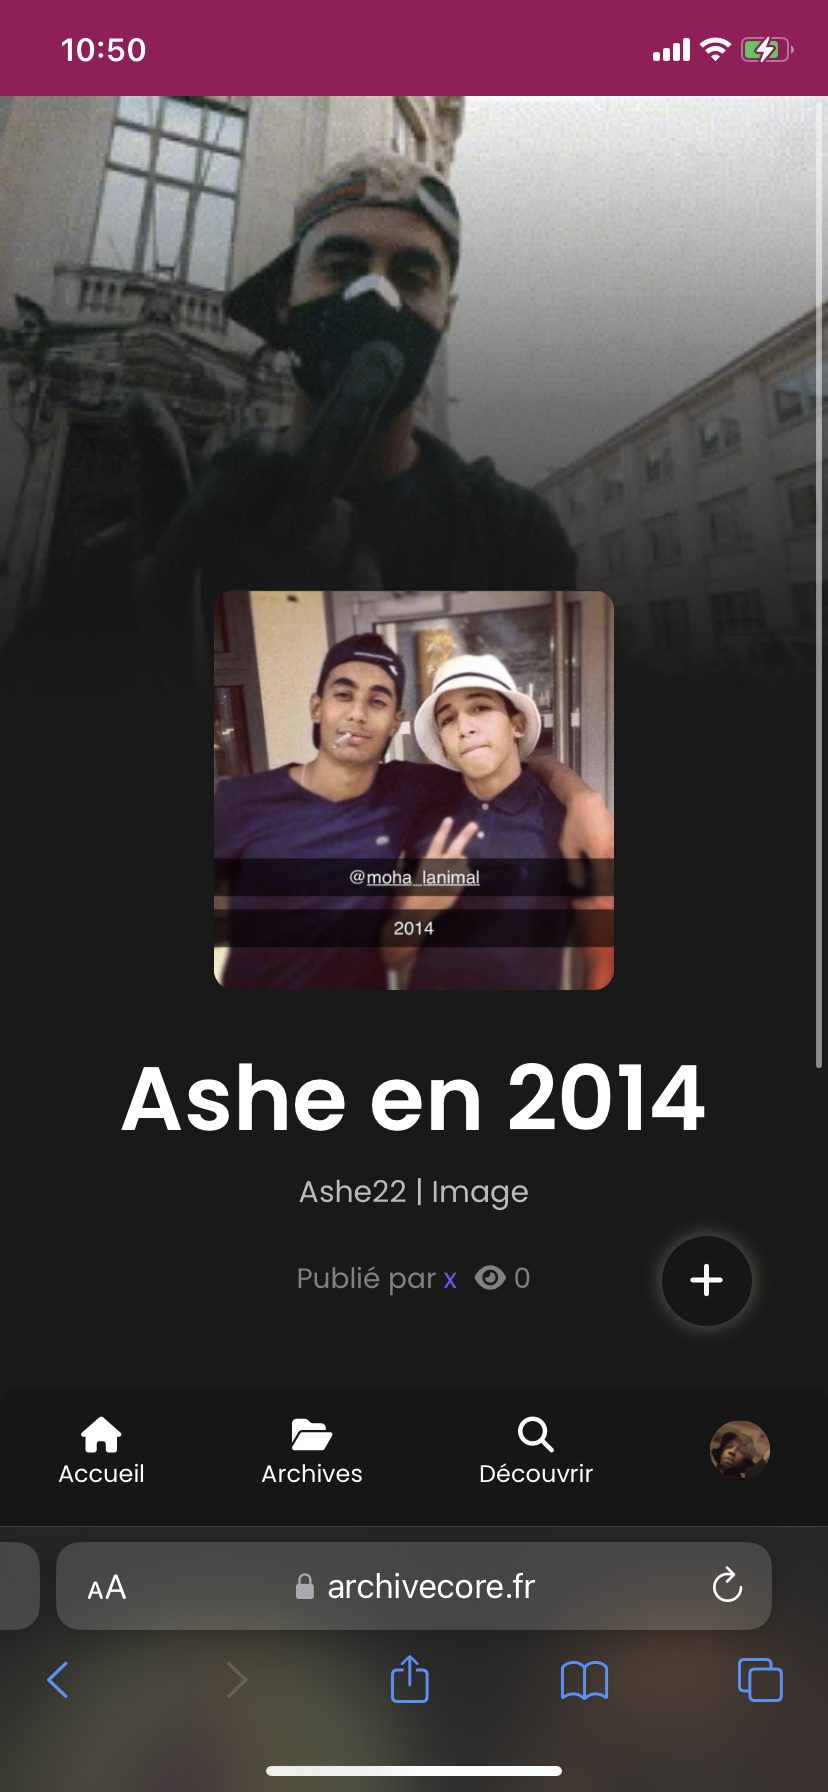 10:50
@moha_lanimal
2014
Ashe en 2014
Ashe22 | Image
Publié par x 0
Accueil
Archives
Découvrir
AA
archivecore.fr